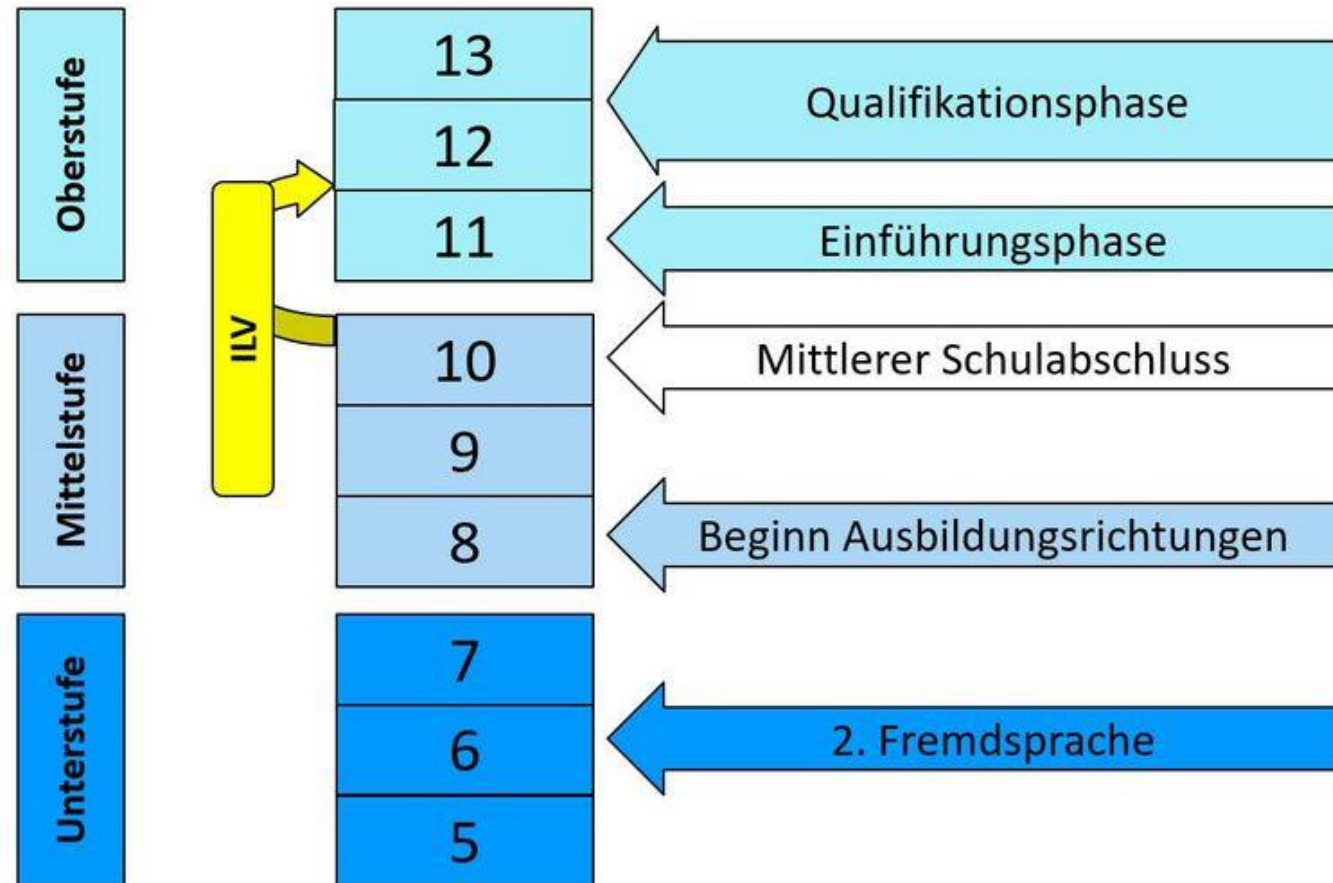 Oberstufe
13
12
11
Qualifikationsphase
Einführungsphase
ILV
Mittelstufe
10
9
8
Mittlerer Schulabschluss
Beginn Ausbildungsrichtungen
Unterstufe
7
6
5
2. Fremdsprache